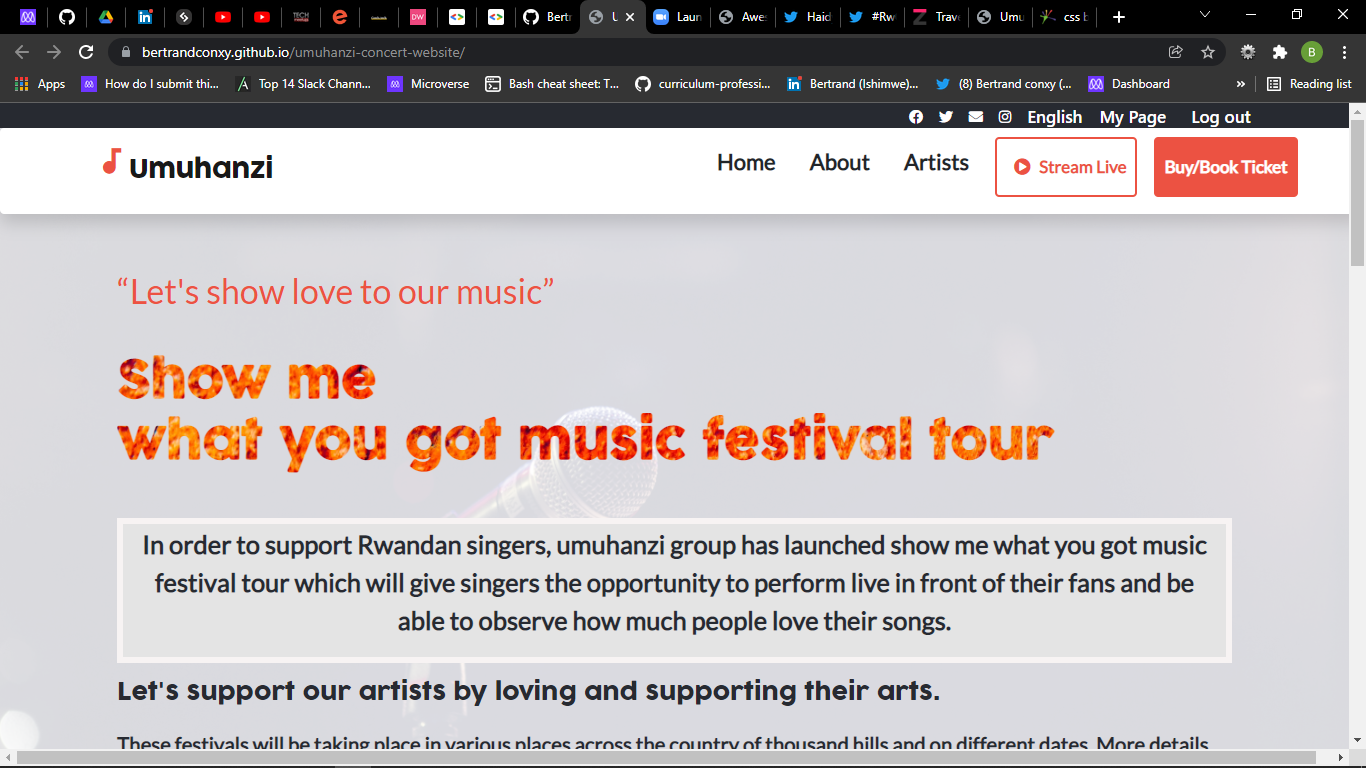 Bertr
U
Laun
Awes
Haid
#Rw
Trave
Umu
css b
bertrandconxy.github.io/umuhanzi-concert-website/
B
Apps
How do I submit thi...
Top 14 Slack Chann...
Microverse
Bash cheat sheet: T...
curriculum-professi...
Bertrand (Ishimwe)...
(8) Bertrand conxy (...
Dashboard
»
Reading list
English My Page Log out
Umuhanzi
Home About Artists Stream Live Buy/Book Ticket
“Let's show love to our music”
Show me
what you got music festival tour
In order to support Rwandan singers, umuhanzi group has launched show me what you got music
festival tour which will give singers the opportunity to perform live in front of their fans and be
able to observe how much people love their songs.
Let's support our artists by loving and supporting their arts.
These festivals will be taking place in various places across the country of thousand hills and on different dates. More details